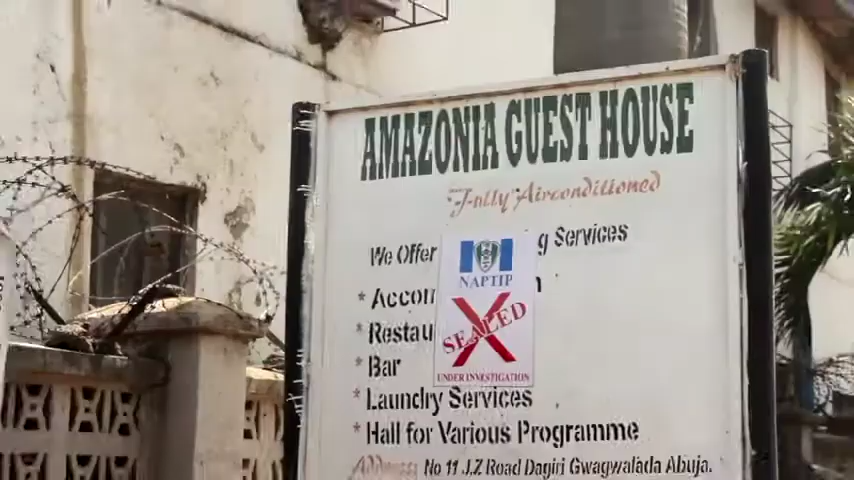 AMAZONIA GUEST HOUSE
Fully Airconditioned
We Offer g Services
* Accom n
* Restau
* Bar
* Laundry Services
* Hall for Various Programme
Address: No 11 J.Z Road Dagiri Gwagwalada Abuja.
NAPTIP
SEALED
UNDER INVESTIGATION